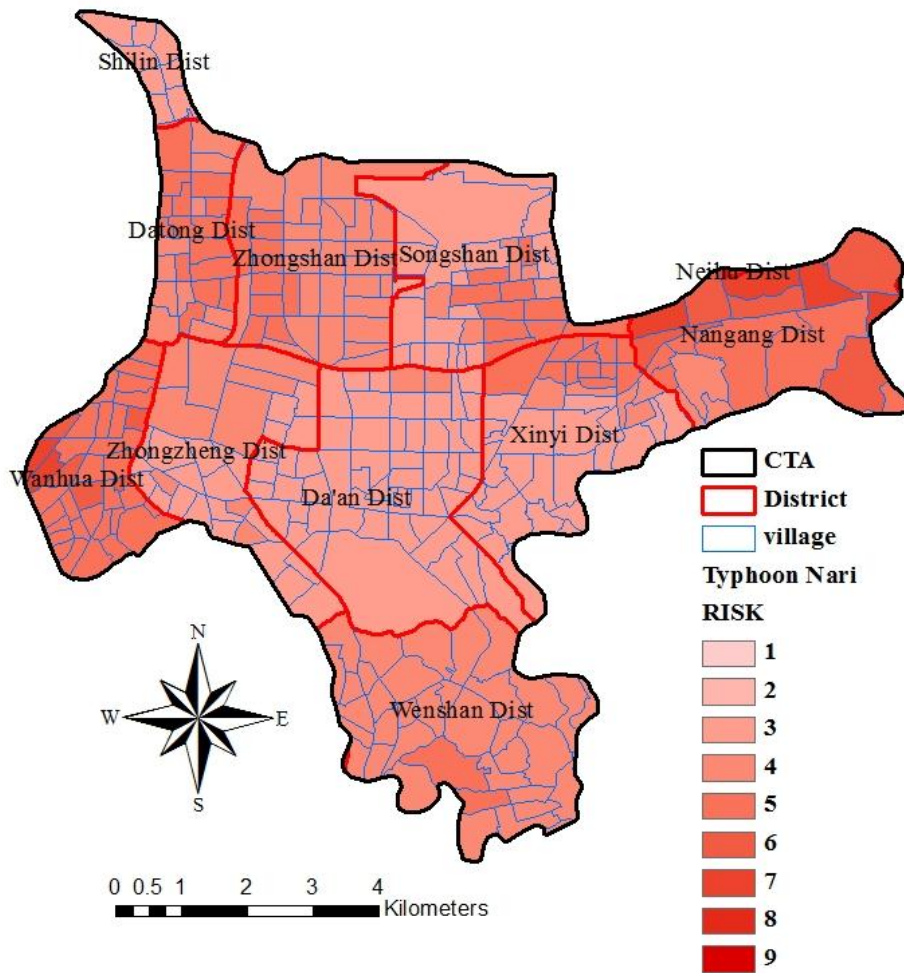 Shilin Dist
Datong Dist
Zhongshan Dist
Songshan Dist
Neihu Dist
Nangang Dist
Xinyi Dist
Zhongzheng Dist
Wanhua Dist
Da'an Dist
Wenshan Dist
CTA
District
village
Typhoon Nari
RISK
1
2
3
4
5
6
7
8
9
N
W E
S
0 0.5 1 2 3 4
Kilometers